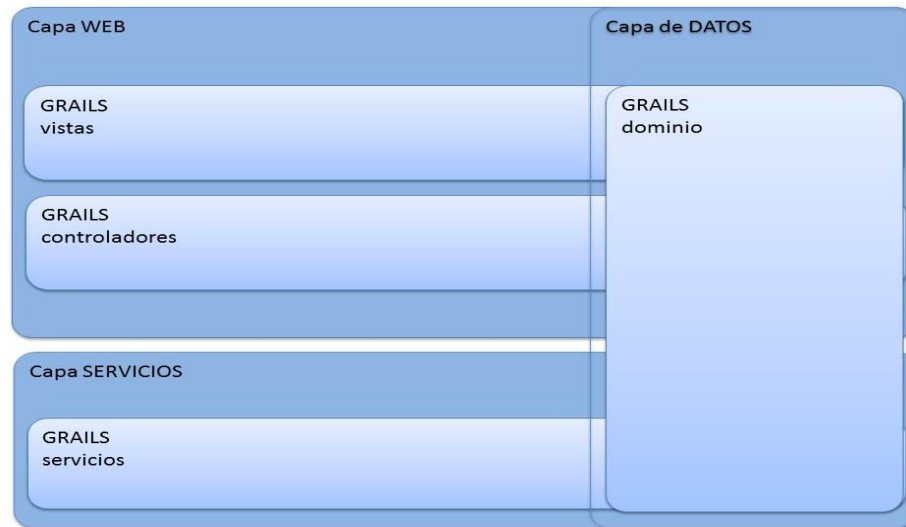 Capa WEB
Capa de DATOS
GRAILS
vistas
GRAILS
dominio
GRAILS
controladores
Capa SERVICIOS
GRAILS
servicios